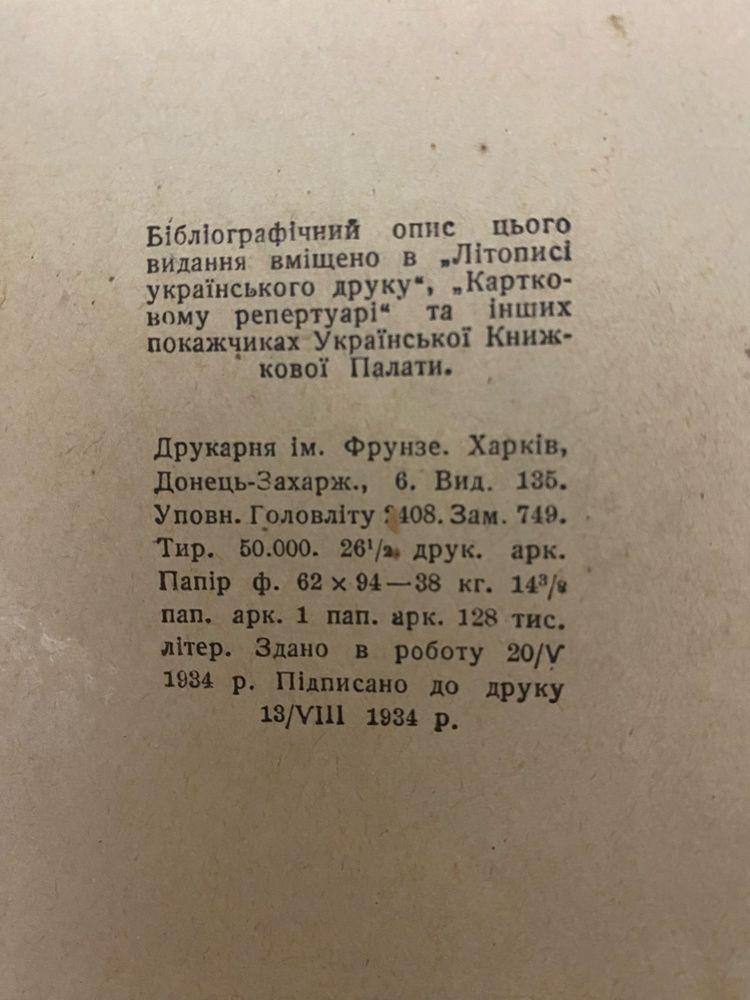 Бібліографічний опис цього
видання вміщено в „Літописі
українського друку“, „Картко-
вому репертуарі“ та інших
покажчиках Української Книж-
кової Палати.
Друкарня ім. Фрунзе. Харків,
Донець-Захарж., 6. Вид. 135.
Уповн. Головліту Зам. 749.
Тир. 50.000. 26¹/₂ друк. арк.
Папір ф. 62 × 94 — 38 кг. 14³/₈
пап. арк. 1 пап. арк. 128 тис.
літер. Здано в роботу 20/V
1934 р. Підписано до друку
13/VIII 1934 р.